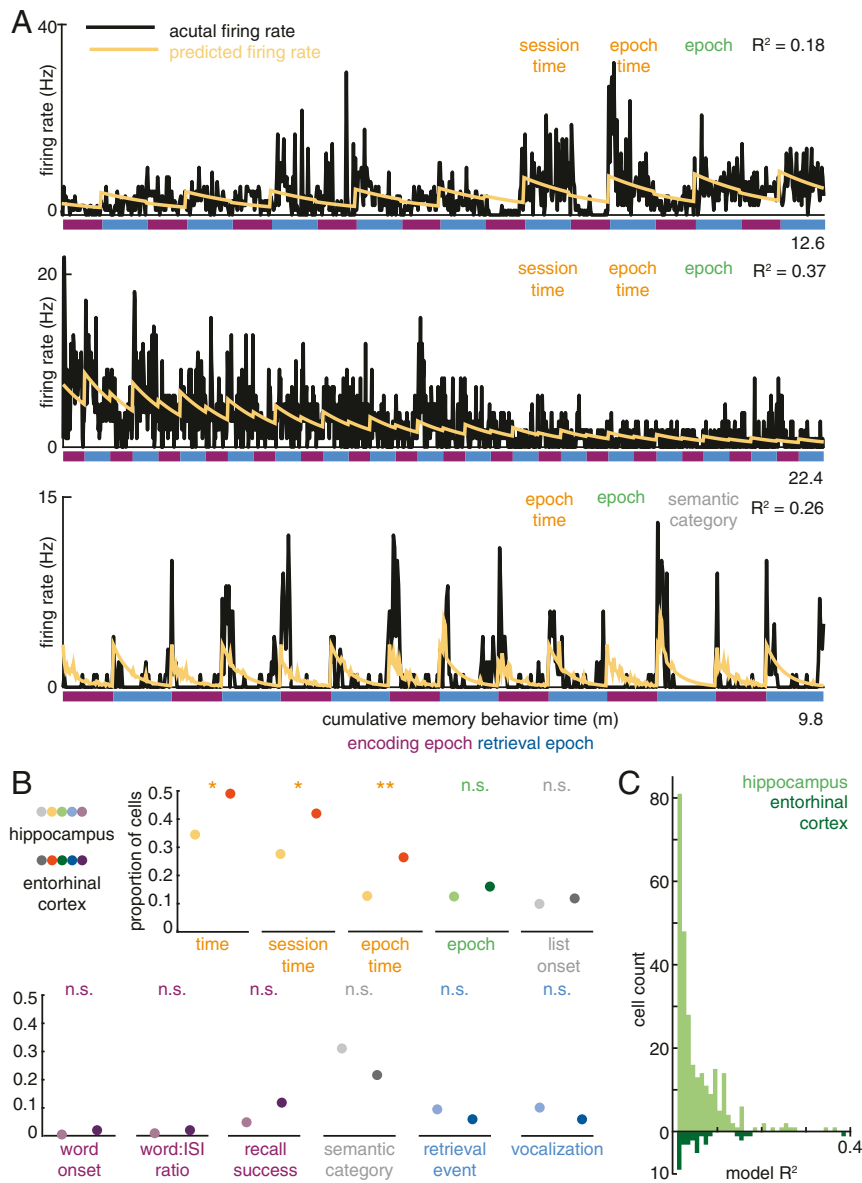 A
acutal firing rate
predicted firing rate
session time
epoch time
epoch
R² = 0.18
40
firing rate (Hz)
0
12.6
session time
epoch time
epoch
R² = 0.37
20
firing rate (Hz)
0
22.4
epoch time
epoch
semantic category
R² = 0.26
15
firing rate (Hz)
0
cumulative memory behavior time (m)
9.8
encoding epoch retrieval epoch
B
hippocampus
entorhinal cortex
proportion of cells
0.5
0.4
0.3
0.2
0.1
0
*
*
**
n.s.
n.s.
time
session time
epoch time
epoch
list onset
0.5
0.4
0.3
0.2
0.1
0
n.s.
n.s.
n.s.
n.s.
n.s.
n.s.
word onset
word:ISI ratio
recall success
semantic category
retrieval event
vocalization
C
hippocampus
entorhinal cortex
cell count
80
60
40
20
0
10
model R²
0.4